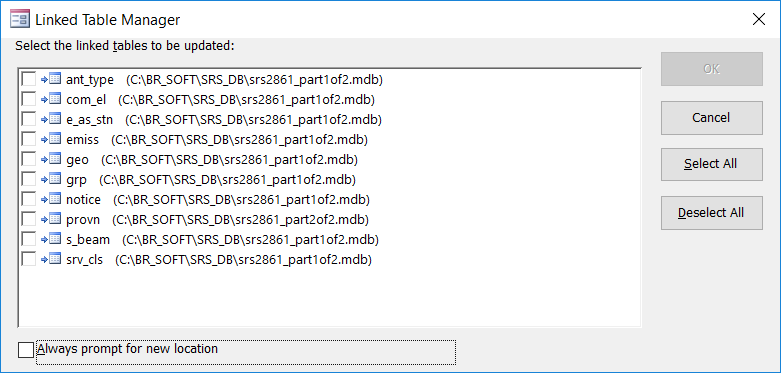 Linked Table Manager
Select the linked tables to be updated:
ant_type (C:\BR_SOFT\SRS_DB\srs2861_part1of2.mdb)
com_el (C:\BR_SOFT\SRS_DB\srs2861_part1of2.mdb)
e_as_stn (C:\BR_SOFT\SRS_DB\srs2861_part1of2.mdb)
emiss (C:\BR_SOFT\SRS_DB\srs2861_part1of2.mdb)
geo (C:\BR_SOFT\SRS_DB\srs2861_part1of2.mdb)
grp (C:\BR_SOFT\SRS_DB\srs2861_part1of2.mdb)
notice (C:\BR_SOFT\SRS_DB\srs2861_part1of2.mdb)
provn (C:\BR_SOFT\SRS_DB\srs2861_part2of2.mdb)
s_beam (C:\BR_SOFT\SRS_DB\srs2861_part1of2.mdb)
srv_cls (C:\BR_SOFT\SRS_DB\srs2861_part1of2.mdb)
OK
Cancel
Select All
Deselect All
Always prompt for new location